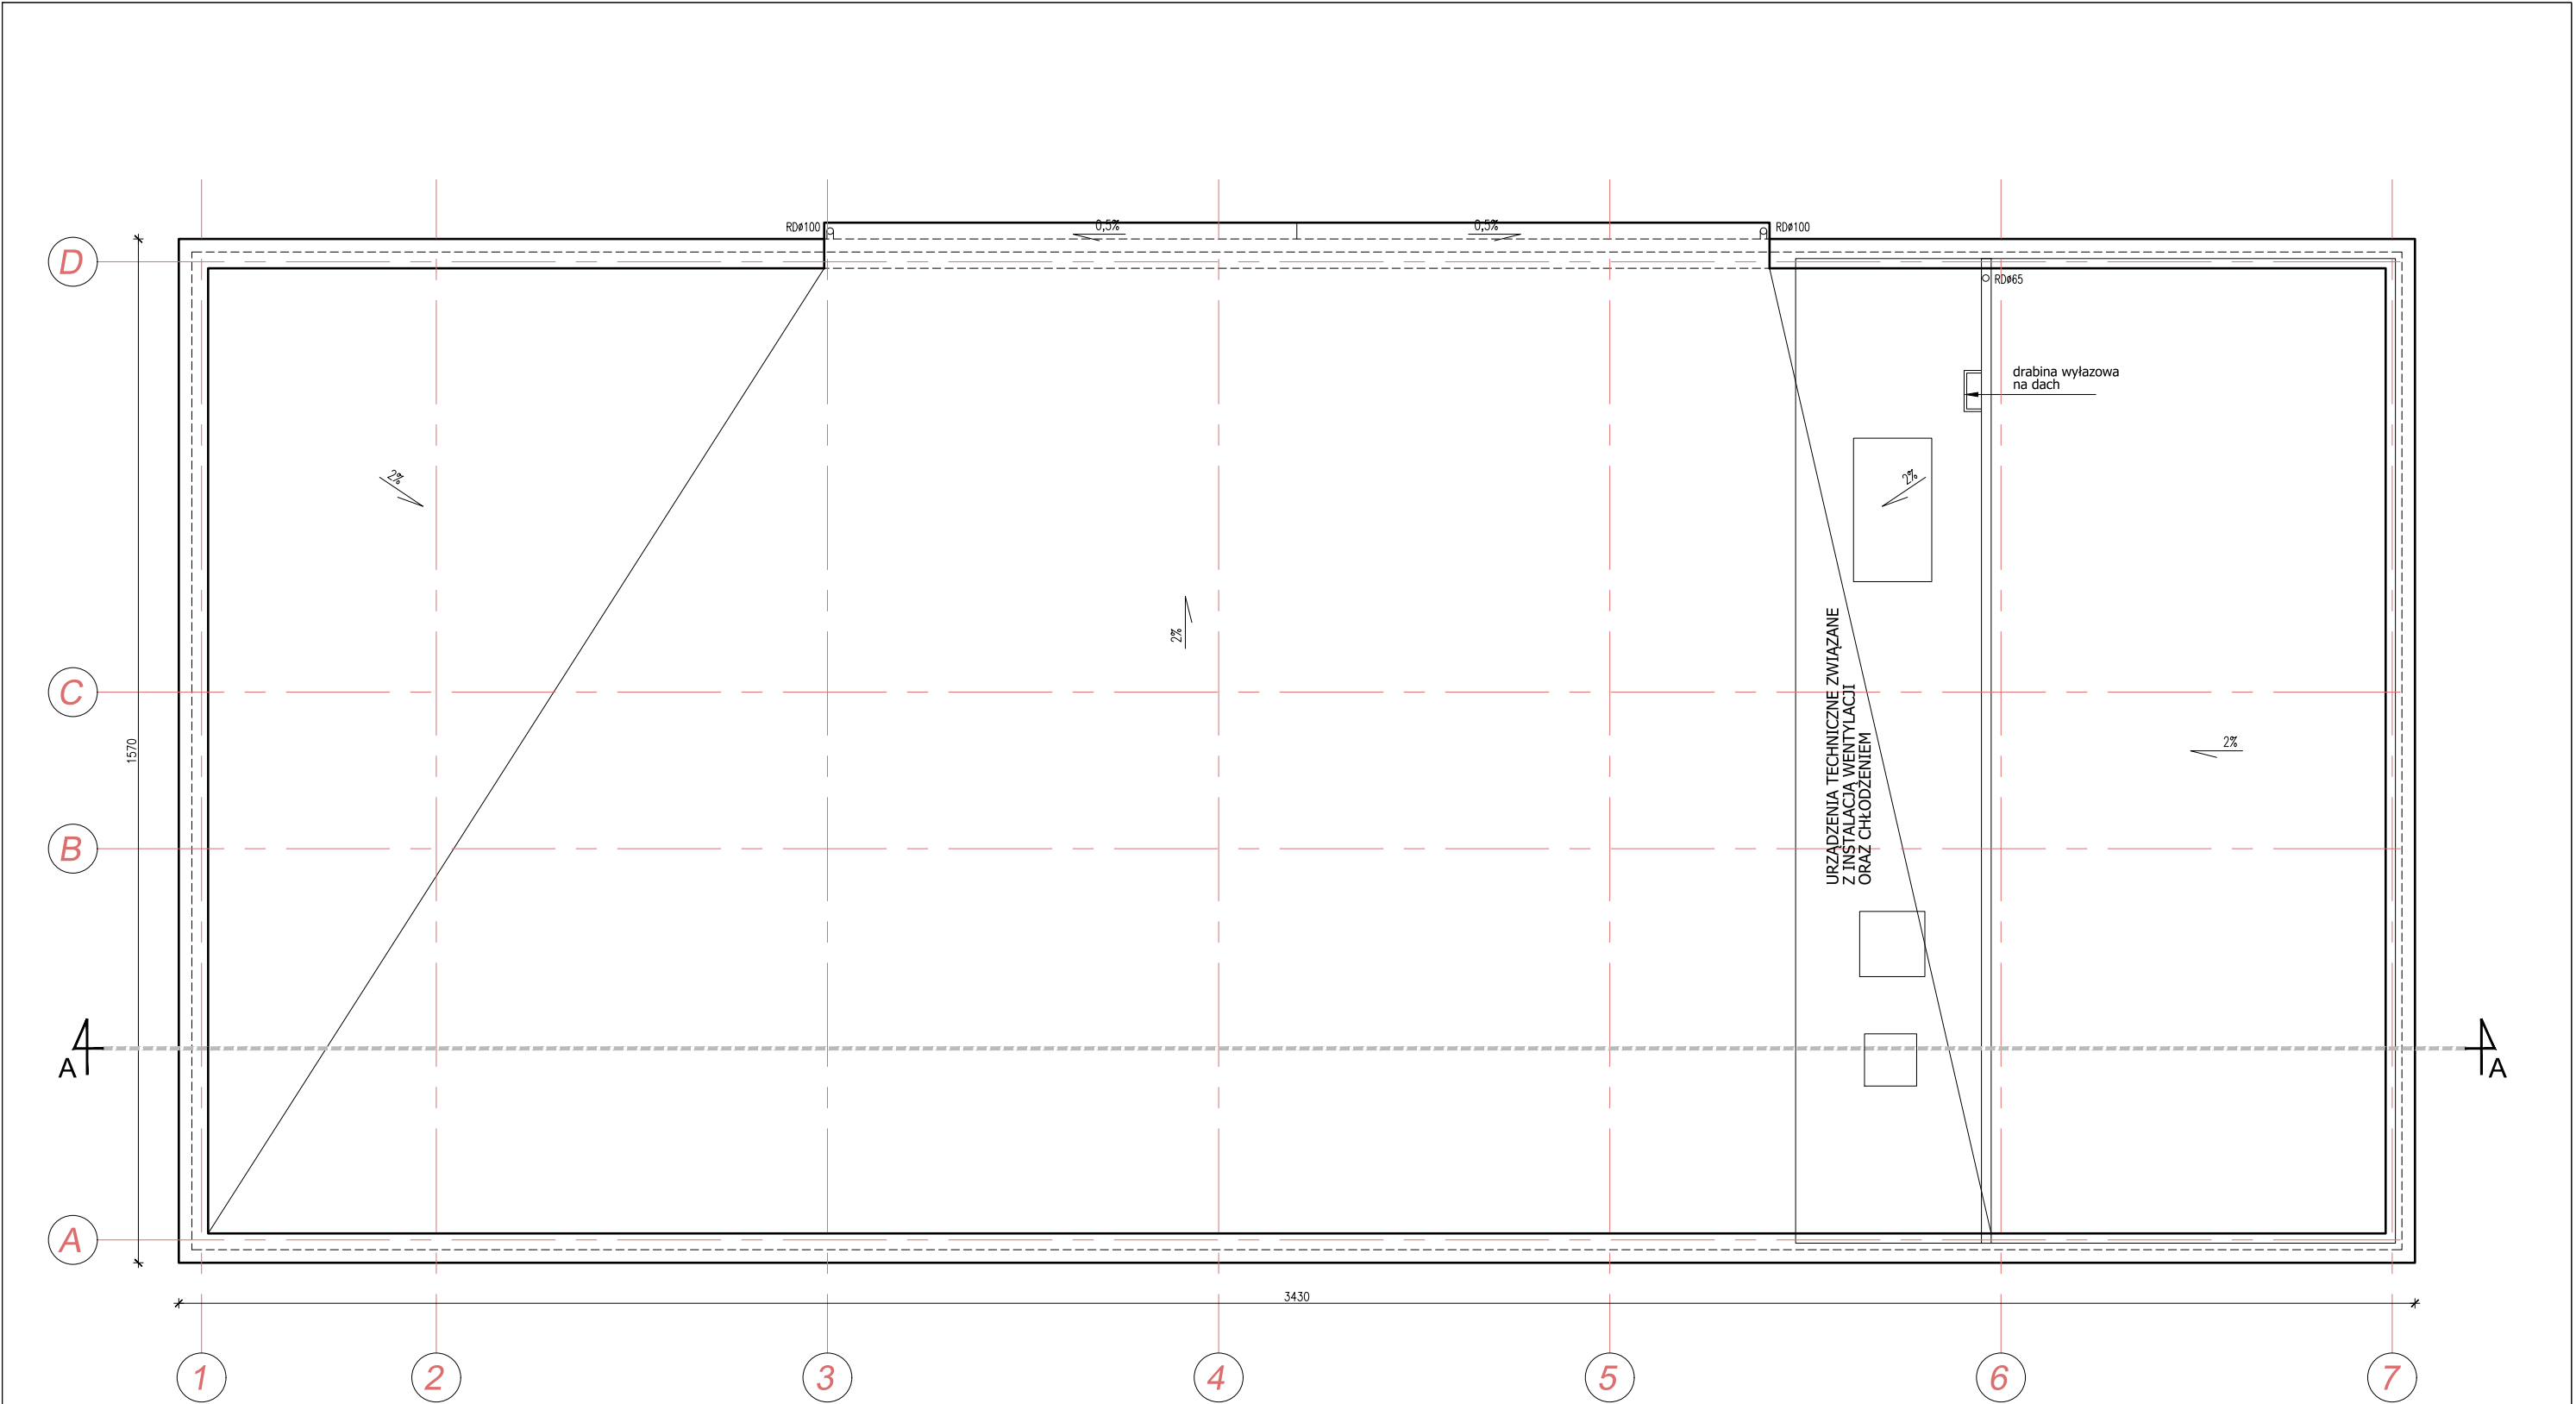 RDø100
0,5%
0,5%
RDø100
D
RDø65
drabina wyłazowa
na dach
2%
2%
2%
URZĄDZENIA TECHNICZNE ZWIĄZANE
Z INSTALACJĄ WENTYLACJI
ORAZ CHŁODZENIEM
C
1570
2%
B
A
A
A
3430
1
2
3
4
5
6
7